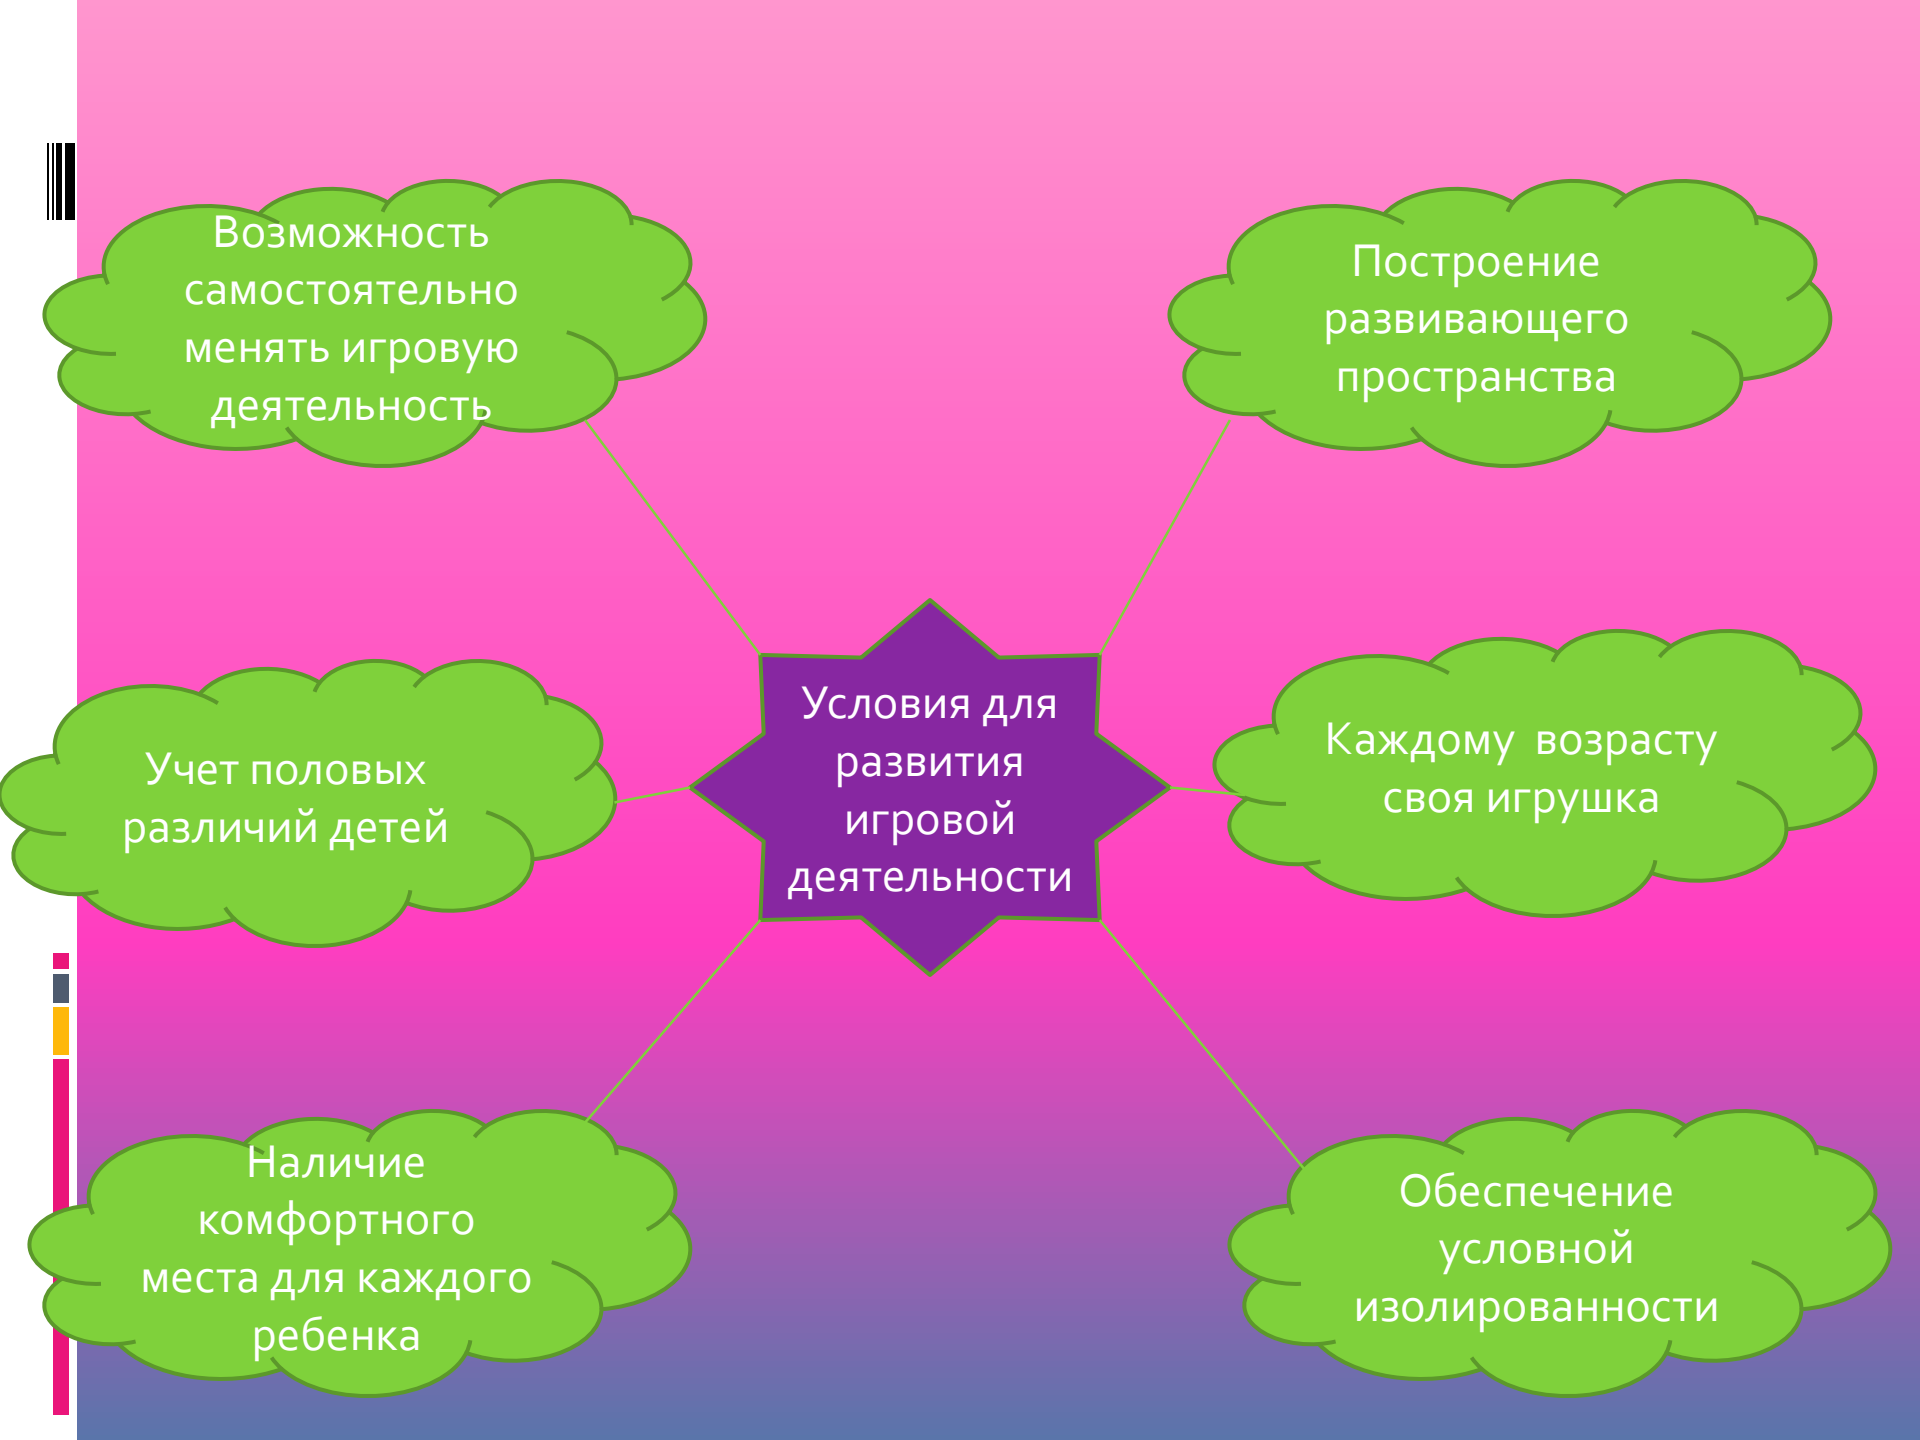 Возможность
самостоятельно
менять игровую
деятельность
Построение
развивающего
пространства
Учет половых
различий детей
Условия для
развития
игровой
деятельности
Каждому возрасту
своя игрушка
Наличие
комфортного
места для каждого
ребенка
Обеспечение
условной
изолированности